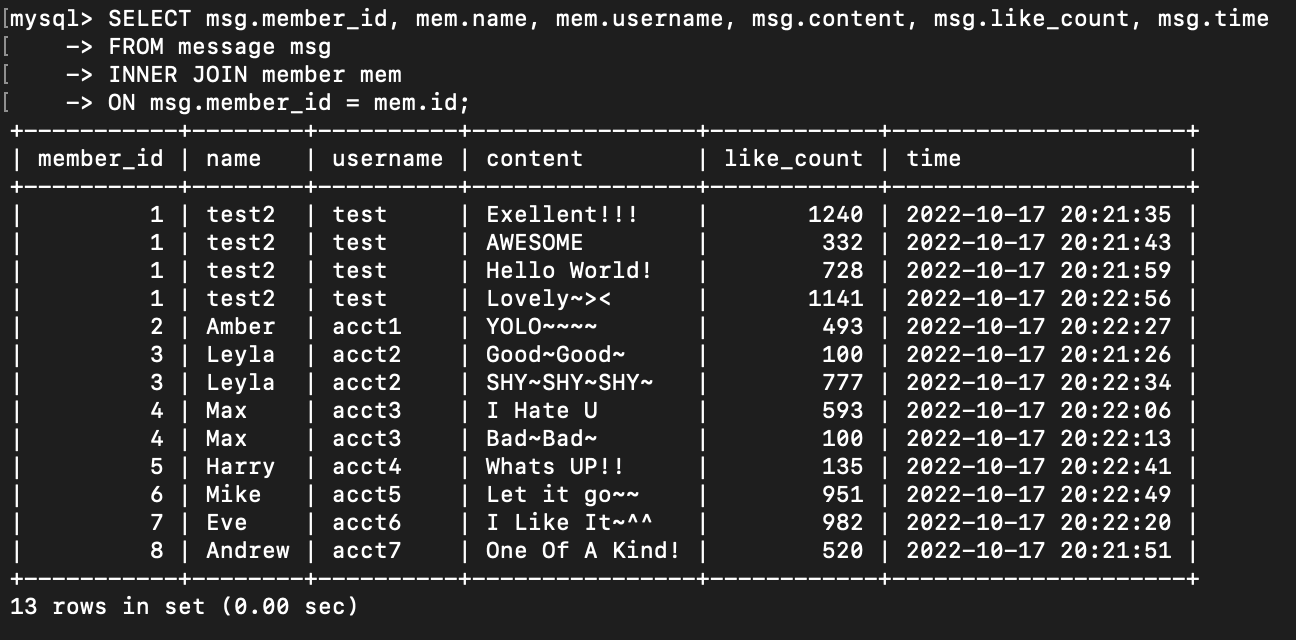 [mysql> SELECT msg.member_id, mem.name, mem.username, msg.content, msg.like_count, msg.time
[    -> FROM message msg
[    -> INNER JOIN member mem
[    -> ON msg.member_id = mem.id;
+-----------+--------+----------+----------------+------------+---------------------+
| member_id | name   | username | content        | like_count | time                |
+-----------+--------+----------+----------------+------------+---------------------+
|         1 | test2  | test     | Exellent!!!    |       1240 | 2022-10-17 20:21:35 |
|         1 | test2  | test     | AWESOME        |        332 | 2022-10-17 20:21:43 |
|         1 | test2  | test     | Hello World!   |        728 | 2022-10-17 20:21:59 |
|         1 | test2  | test     | Lovely~><      |       1141 | 2022-10-17 20:22:56 |
|         2 | Amber  | acct1    | YOLO~~~~       |        493 | 2022-10-17 20:22:27 |
|         3 | Leyla  | acct2    | Good~Good~     |        100 | 2022-10-17 20:21:26 |
|         3 | Leyla  | acct2    | SHY~SHY~SHY~   |        777 | 2022-10-17 20:22:34 |
|         4 | Max    | acct3    | I Hate U       |        593 | 2022-10-17 20:22:06 |
|         4 | Max    | acct3    | Bad~Bad~       |        100 | 2022-10-17 20:22:13 |
|         5 | Harry  | acct4    | Whats UP!!     |        135 | 2022-10-17 20:22:41 |
|         6 | Mike   | acct5    | Let it go~~    |        951 | 2022-10-17 20:22:49 |
|         7 | Eve    | acct6    | I Like It~^^   |        982 | 2022-10-17 20:22:20 |
|         8 | Andrew | acct7    | One Of A Kind! |        520 | 2022-10-17 20:21:51 |
+-----------+--------+----------+----------------+------------+---------------------+
13 rows in set (0.00 sec)